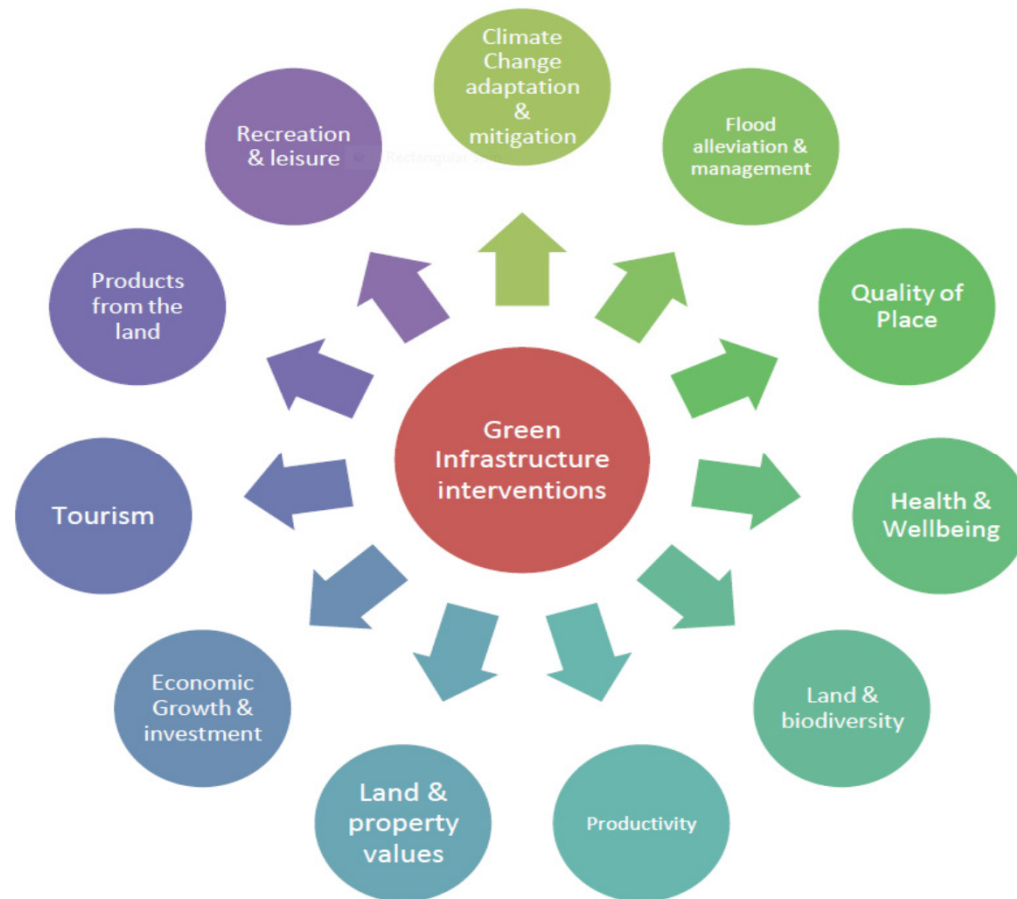 Climate
Change
adaptation
&
mitigation
Flood
alleviation &
management
Quality of
Place
Health &
Wellbeing
Land &
biodiversity
Productivity
Land &
property
values
Economic
Growth &
investment
Tourism
Products
from the
land
Recreation
& leisure
Green
Infrastructure
interventions